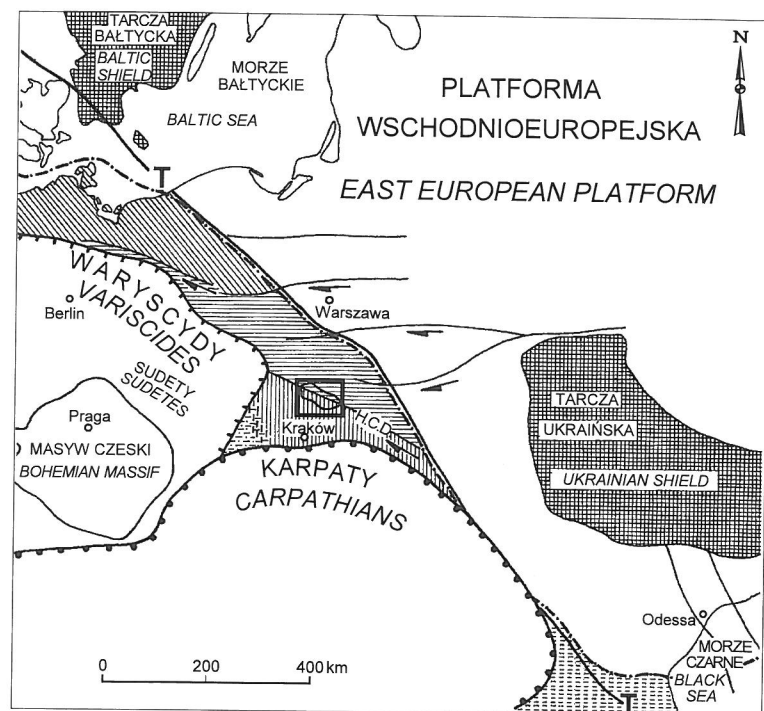 TARCZA
BAŁTYCKA
BALTIC
SHIELD
MORZE
BAŁTYCKIE
BALTIC SEA
N
PLATFORMA
WSCHODNIOEUROPEJSKA
EAST EUROPEAN PLATFORM
T
WARYSCYDY
VARISCIDES
Berlin
Warszawa
SUDETY
SUDETES
Praga
MASYW CZESKI
BOHEMIAN MASSIF
Kraków
H.C.D.
KARPATY
CARPATHIANS
TARCZA
UKRAIŃSKA
UKRAINIAN SHIELD
Odessa
MORZE
CZARNE
BLACK
SEA
T
0 200 400 km